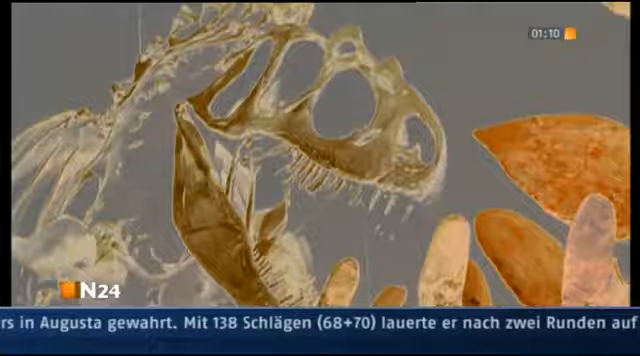 01:10
N24
rs in Augusta gewahrt. Mit 138 Schlägen (68+70) lauerte er nach zwei Runden auf